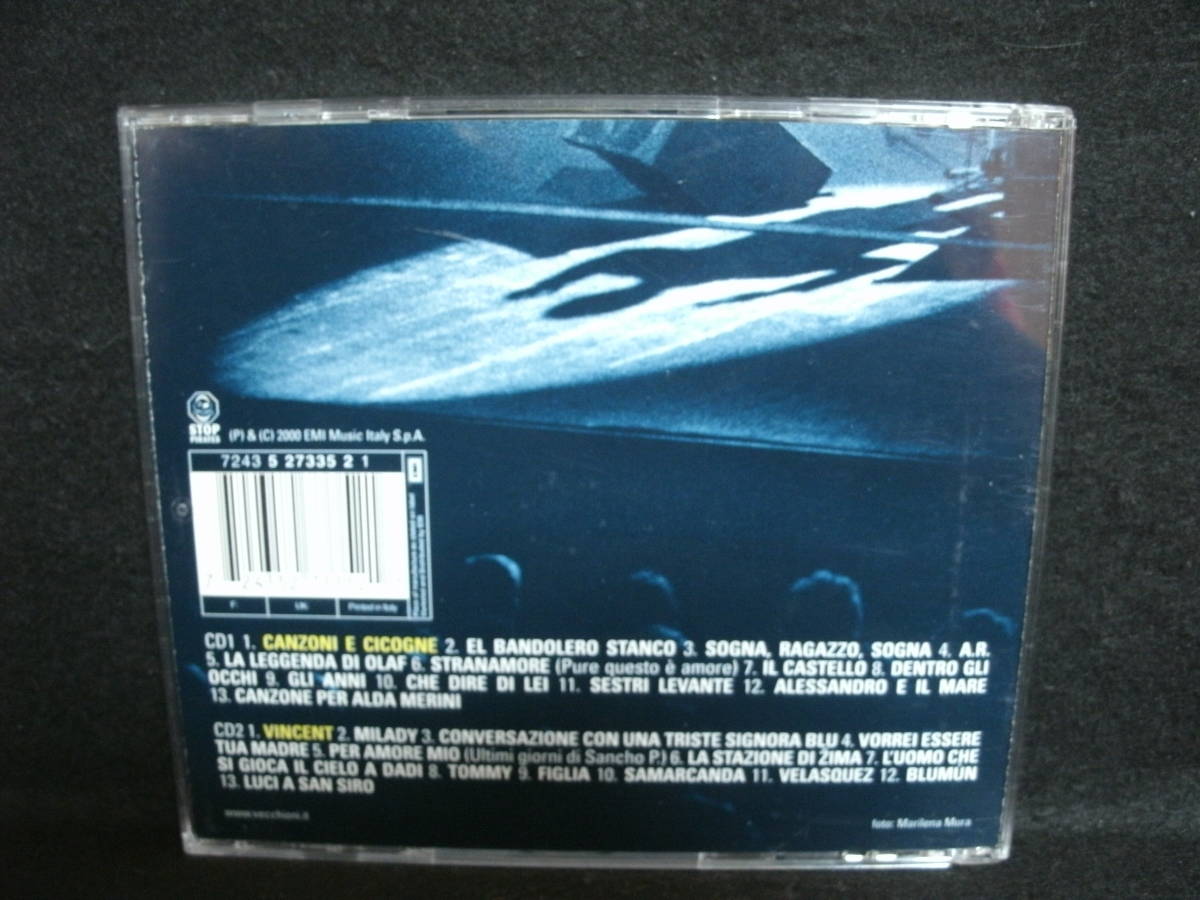 STOP
PIRATES
(P) & (C) 2000 EMI Music Italy S.p.A.
7243 5 27335 2 1
Printed in Italy
CD1 1. CANZONI E CICOGNE 2. EL BANDOLERO STANCO 3. SOGNA, RAGAZZO, SOGNA 4. A.R.
5. LA LEGGENDA DI OLAF 6. STRANAMORE (Pure questo è amore) 7. IL CASTELLO 8. DENTRO GLI
OCCHI 9. GLI ANNI 10. CHE DIRE DI LEI 11. SESTRI LEVANTE 12. ALESSANDRO E IL MARE
13. CANZONE PER ALDA MERINI
CD2 1. VINCENT 2. MILADY 3. CONVERSAZIONE CON UNA TRISTE SIGNORA BLU 4. VORREI ESSERE
TUA MADRE 5. PER AMORE MIO (Ultimi giorni di Sancho P.) 6. LA STAZIONE DI ZIMA 7. L'UOMO CHE
SI GIOCA IL CIELO A DADI 8. TOMMY 9. FIGLIA 10. SAMARCANDA 11. VELASQUEZ 12. BLUMUN
13. LUCI A SAN SIRO
www.vecchioni.it
foto: Marilena Mura